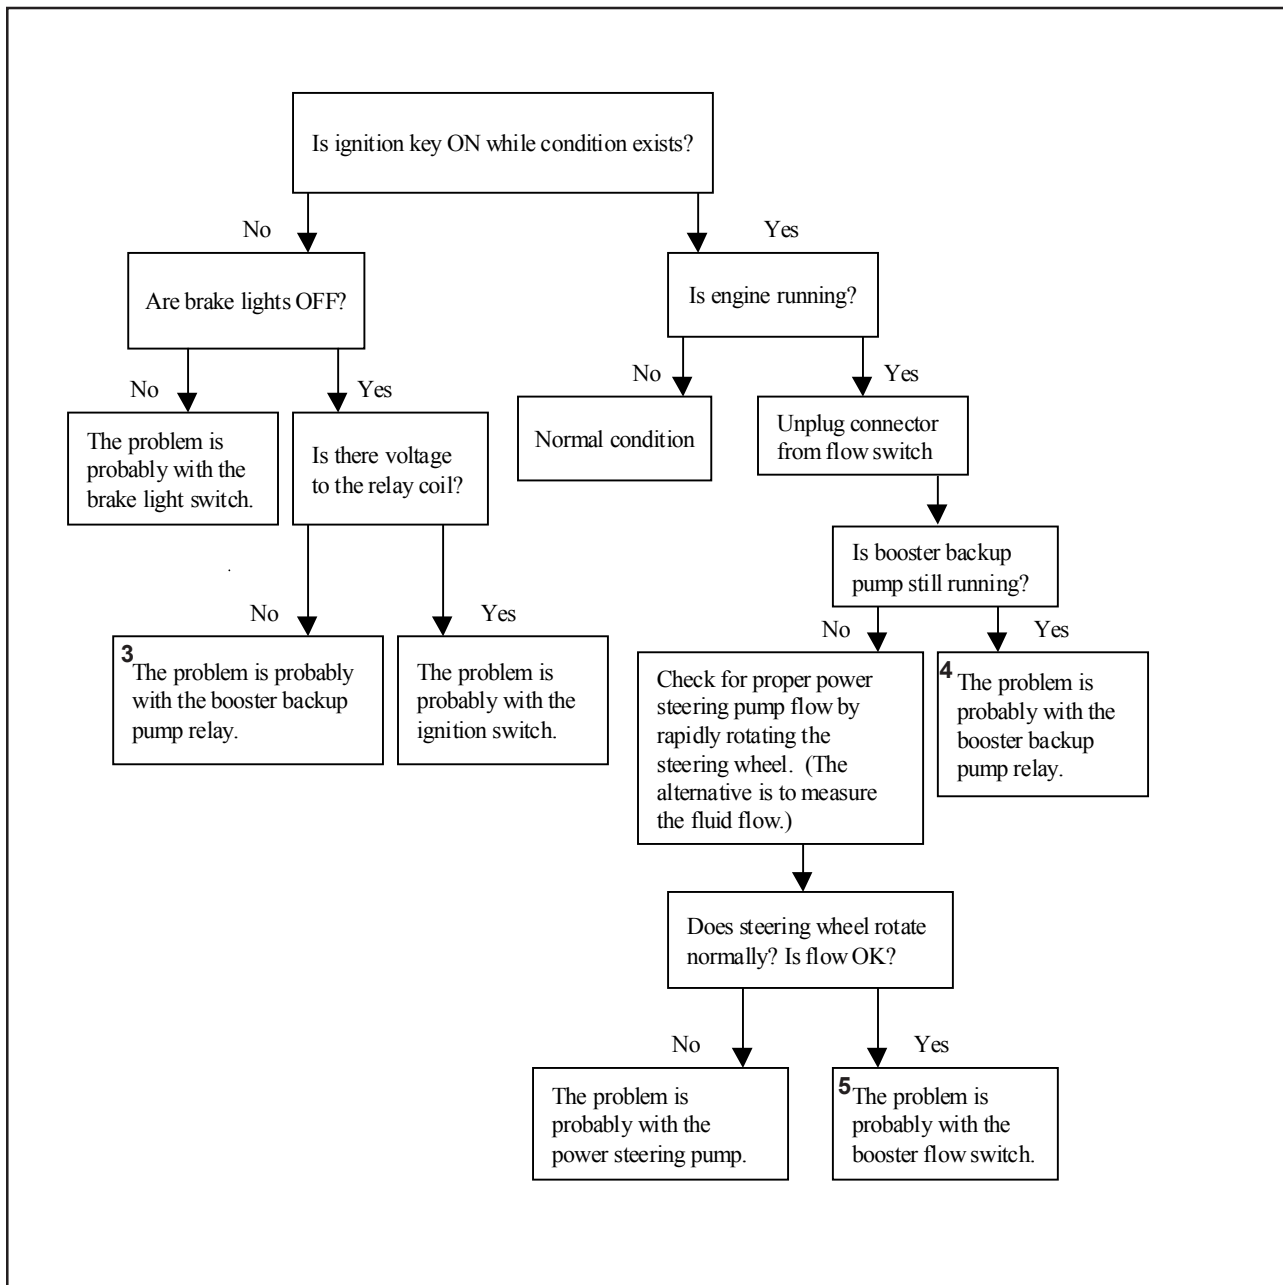 Is ignition key ON while condition exists?
No
Yes
Are brake lights OFF?
Is engine running?
No
Yes
No
Yes
The problem is
probably with the
brake light switch.
Is there voltage
to the relay coil?
Normal condition
Unplug connector
from flow switch
Is booster backup
pump still running?
No
Yes
No
Yes
3
The problem is probably
with the booster backup
pump relay.
The problem is
probably with the
ignition switch.
Check for proper power
steering pump flow by
rapidly rotating the
steering wheel. (The
alternative is to measure
the fluid flow.)
4
The problem is
probably with the
booster backup
pump relay.
Does steering wheel rotate
normally? Is flow OK?
No
Yes
The problem is
probably with the
power steering pump.
5
The problem is
probably with the
booster flow switch.